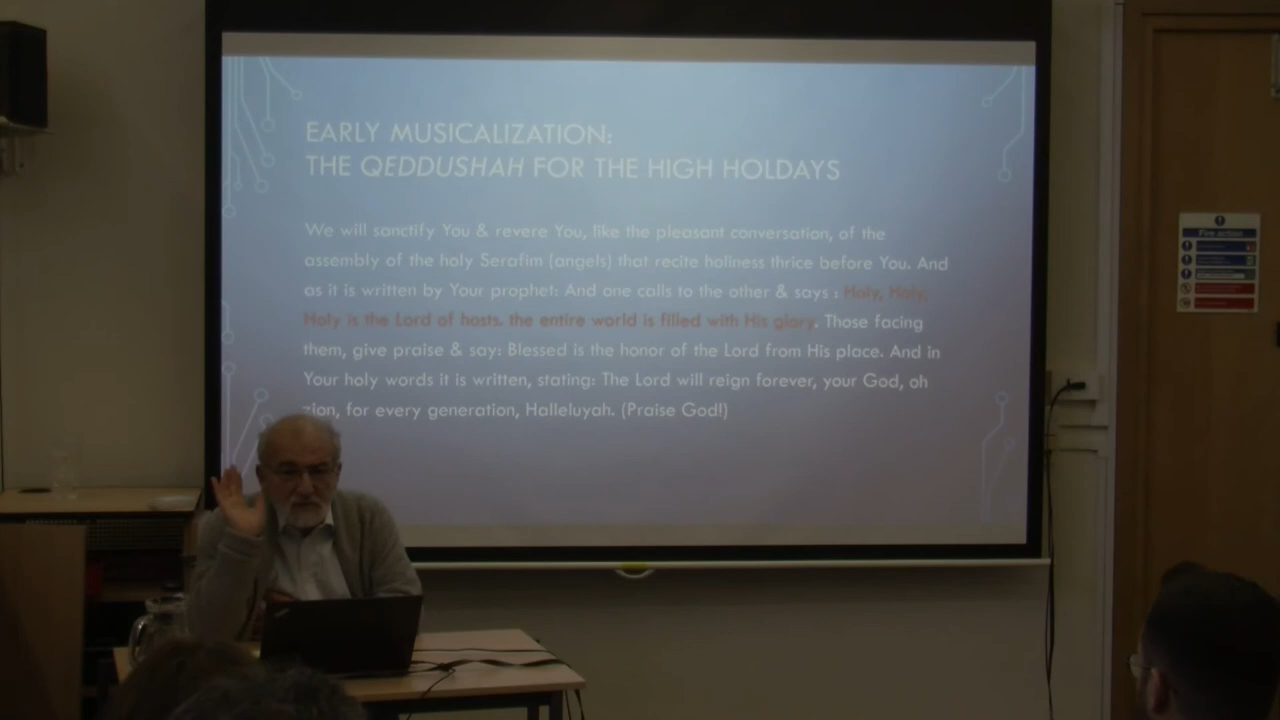 EARLY MUSICALIZATION:
THE QEDDUSHAH FOR THE HIGH HOLDAYS
We will sanctify You & revere You, like the pleasant conversation, of the
assembly of the holy Serafim (angels) that recite holiness thrice before You. And
as it is written by Your prophet: And one calls to the other & says : Holy, Holy,
Holy is the Lord of hosts. the entire world is filled with His glory. Those facing
them, give praise & say: Blessed is the honor of the Lord from His place. And in
Your holy words it is written, stating: The Lord will reign forever, your God, oh
zion, for every generation, Halleluyah. (Praise God!)
Fire action